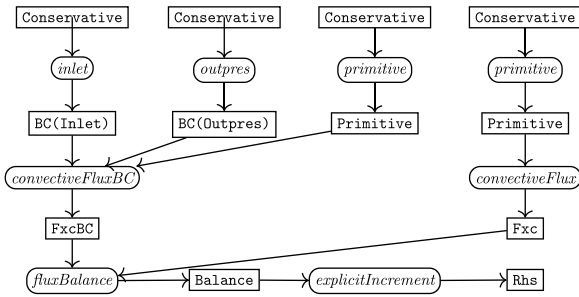 Conservative Conservative Conservative Conservative
inlet outpres primitive primitive
BC(Inlet) BC(Outpres) Primitive Primitive
convectiveFluxBC convectiveFlux
FxcBC Fxc
fluxBalance Balance explicitIncrement Rhs